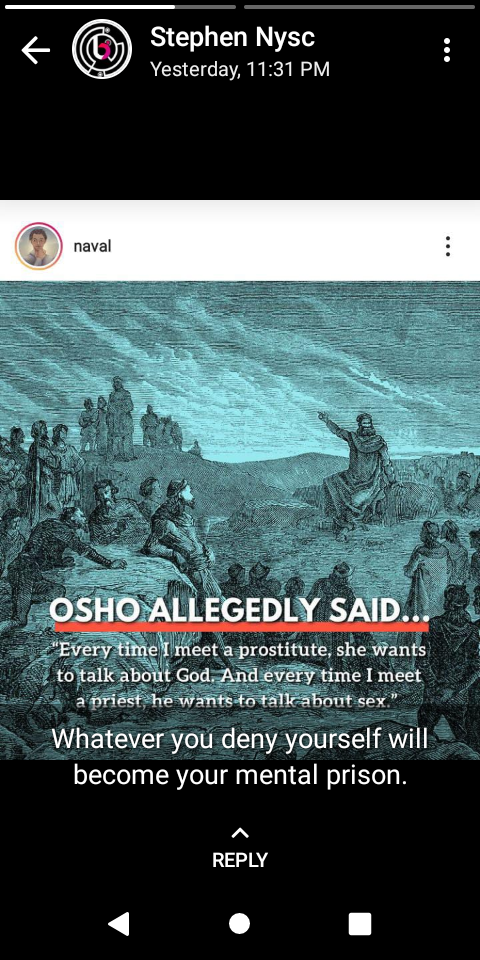 Stephen Nysc
Yesterday, 11:31 PM
naval
OSHO ALLEGEDLY SAID...
“Every time I meet a prostitute, she wants
to talk about God. And every time I meet
a priest, he wants to talk about sex.”
Whatever you deny yourself will
become your mental prison.
REPLY